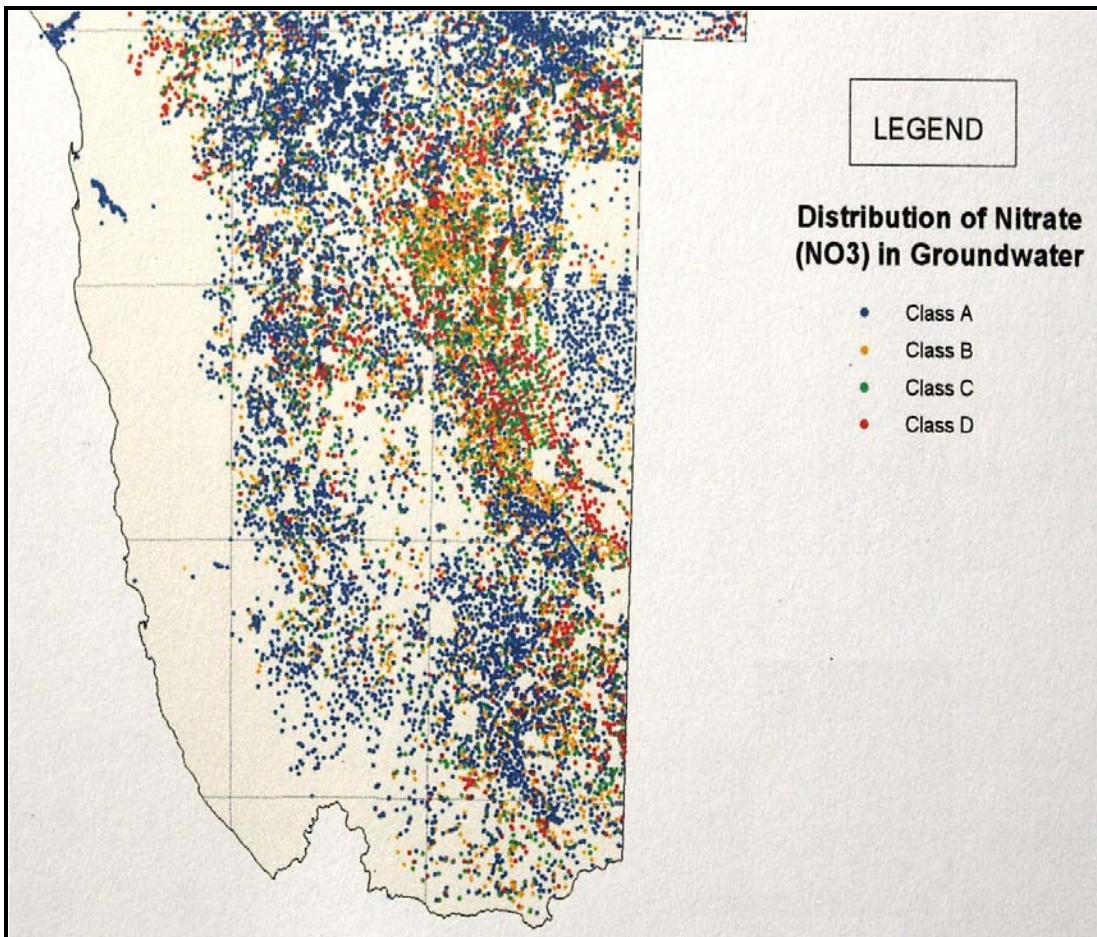 LEGEND
Distribution of Nitrate
(NO3) in Groundwater
Class A
Class B
Class C
Class D